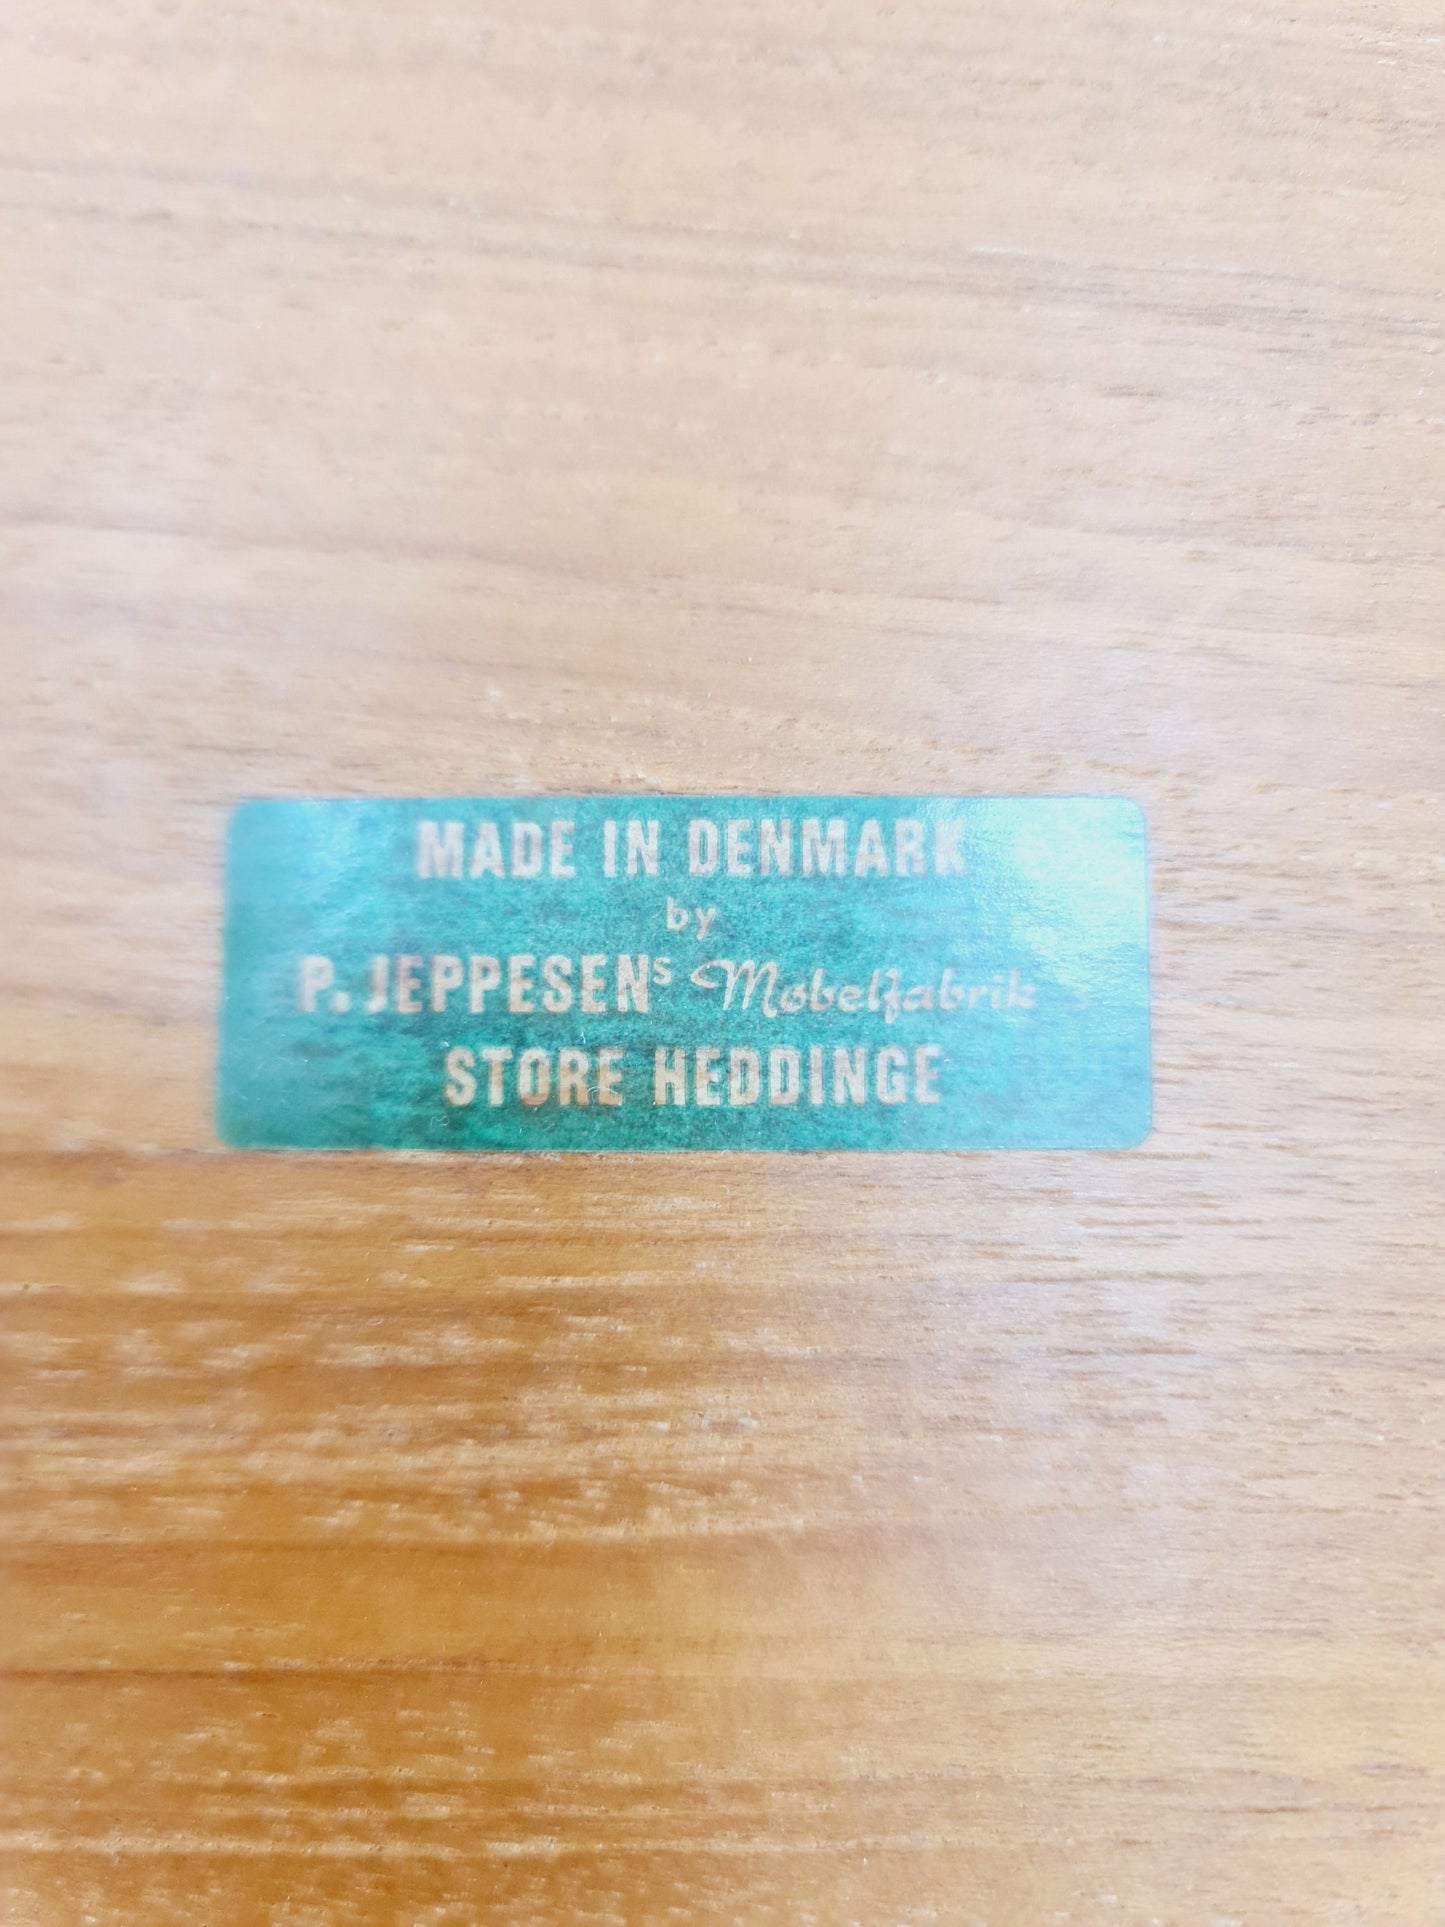 MADE IN DENMARK
by
P. JEPPESENs Møbelfabrik
STORE HEDDINGE